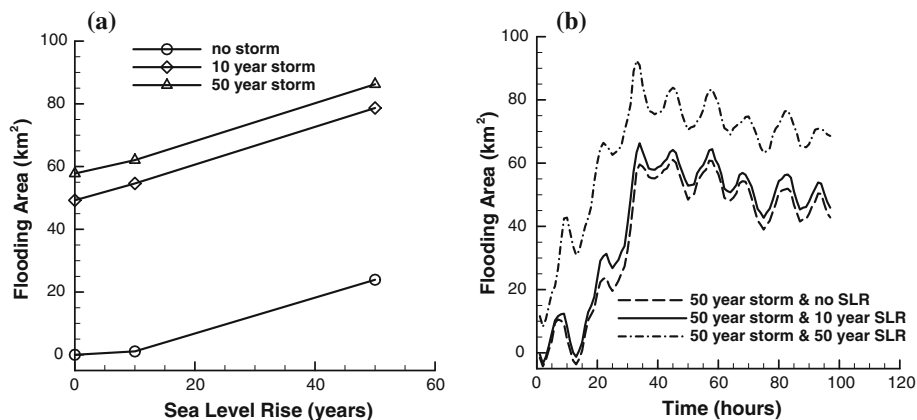 (a)
no storm
10 year storm
50 year storm
Flooding Area (km²)
100
80
60
40
20
0
0 20 40 60
Sea Level Rise (years)
(b)
Flooding Area (km²)
100
80
60
40
20
0
50 year storm & no SLR
50 year storm & 10 year SLR
50 year storm & 50 year SLR
0 20 40 60 80 100 120
Time (hours)